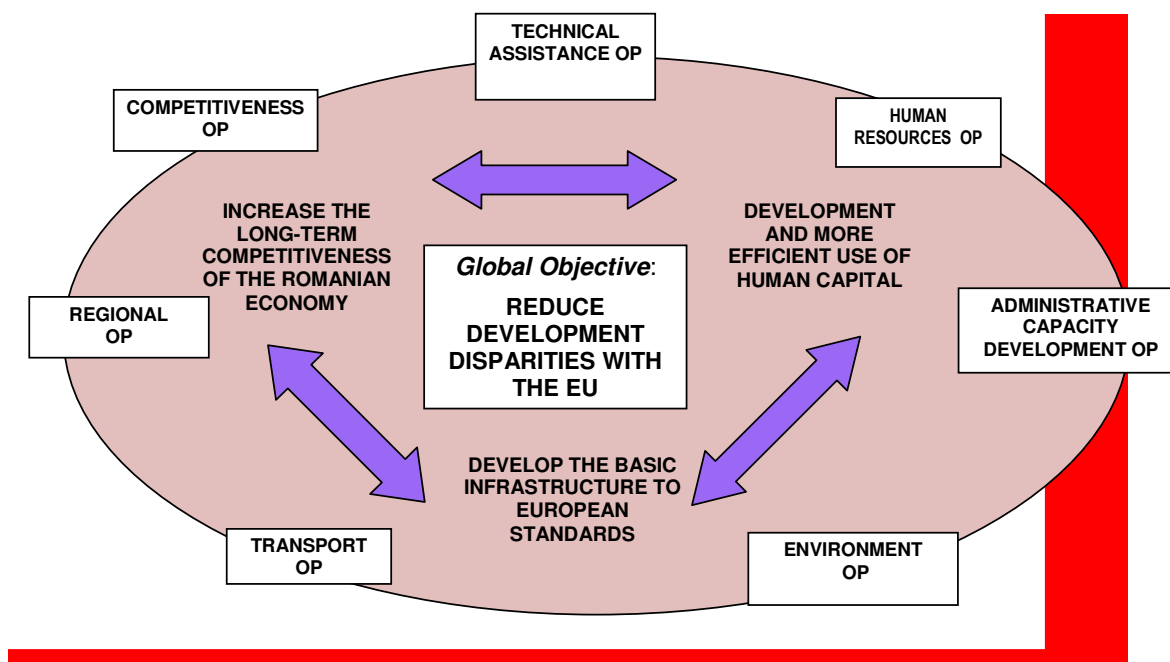 TECHNICAL
ASSISTANCE OP
COMPETITIVENESS
OP
HUMAN
RESOURCES OP
INCREASE THE
LONG-TERM
COMPETITIVENESS
OF THE ROMANIAN
ECONOMY
DEVELOPMENT
AND MORE
EFFICIENT USE OF
HUMAN CAPITAL
Global Objective:
REDUCE
DEVELOPMENT
DISPARITIES WITH
THE EU
REGIONAL
OP
ADMINISTRATIVE
CAPACITY
DEVELOPMENT OP
DEVELOP THE BASIC
INFRASTRUCTURE TO
EUROPEAN
STANDARDS
TRANSPORT
OP
ENVIRONMENT
OP